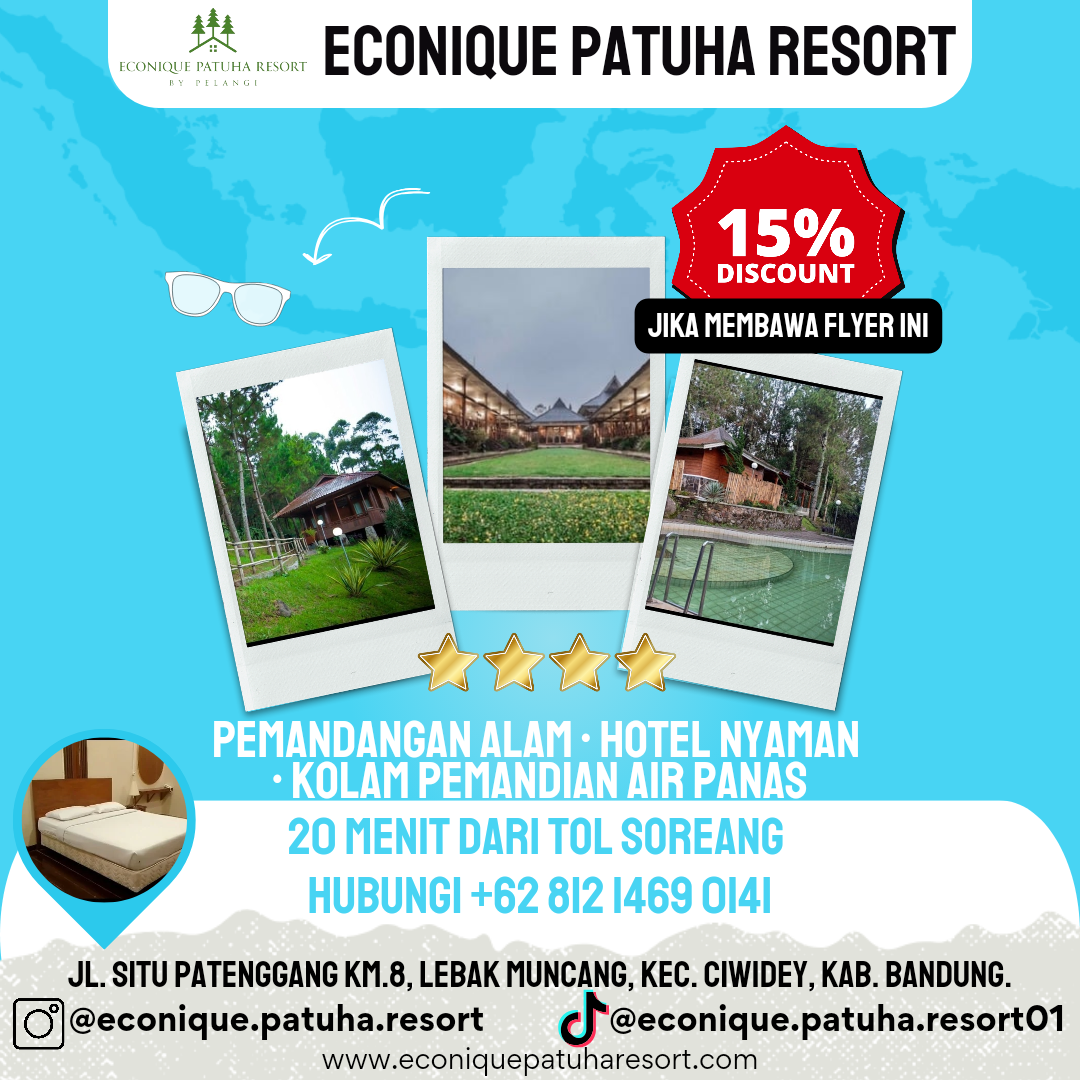 ECONIQUE PATUHA RESORT
BY PELANGI
ECONIQUE PATUHA RESORT
15%
DISCOUNT
JIKA MEMBAWA FLYER INI
PEMANDANGAN ALAM • HOTEL NYAMAN
• KOLAM PEMANDIAN AIR PANAS
20 MENIT DARI TOL SOREANG
HUBUNGI +62 812 1469 0141
JL. SITU PATENGGANG KM.8, LEBAK MUNCANG, KEC. CIWIDEY, KAB. BANDUNG.
@econique.patuha.resort
@econique.patuha.resort01
www.econiquepatuharesort.com